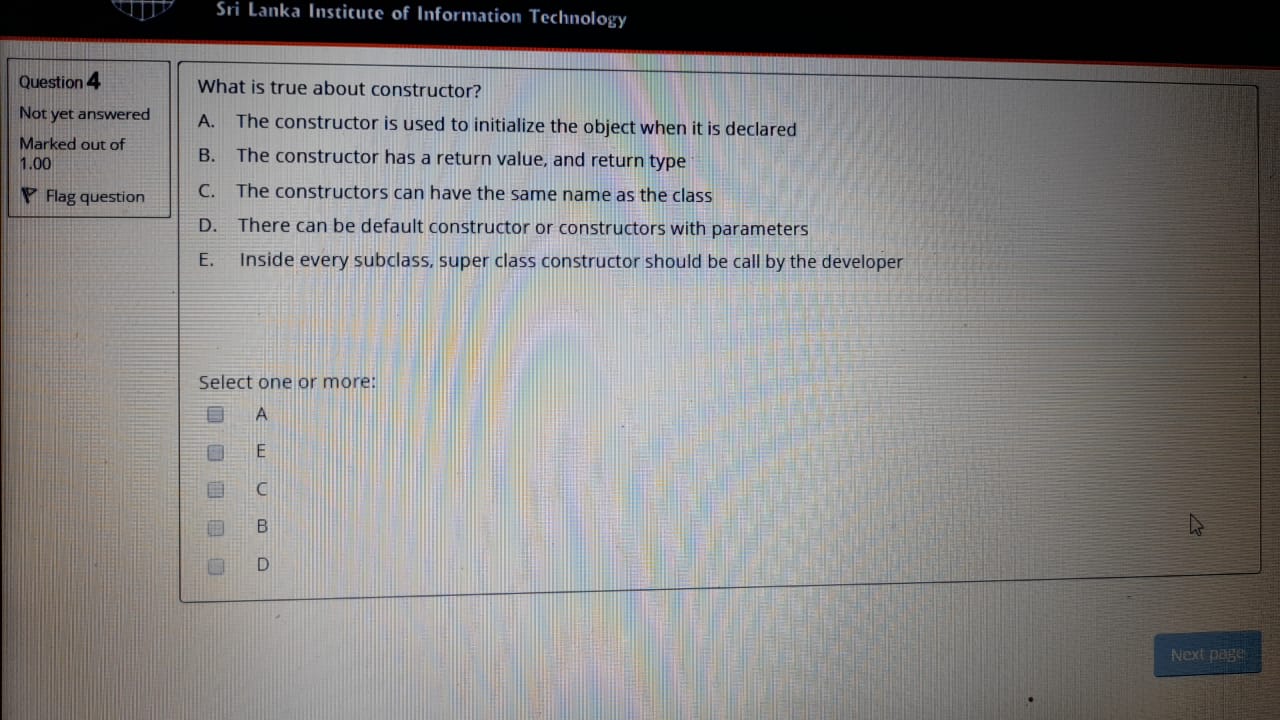 Sri Lanka Institute of Information Technology
Question 4
Not yet answered
Marked out of
1.00
Flag question
What is true about constructor?
A. The constructor is used to initialize the object when it is declared
B. The constructor has a return value, and return type
C. The constructors can have the same name as the class
D. There can be default constructor or constructors with parameters
E. Inside every subclass, super class constructor should be call by the developer
Select one or more:
A
E
C
B
D
Next page